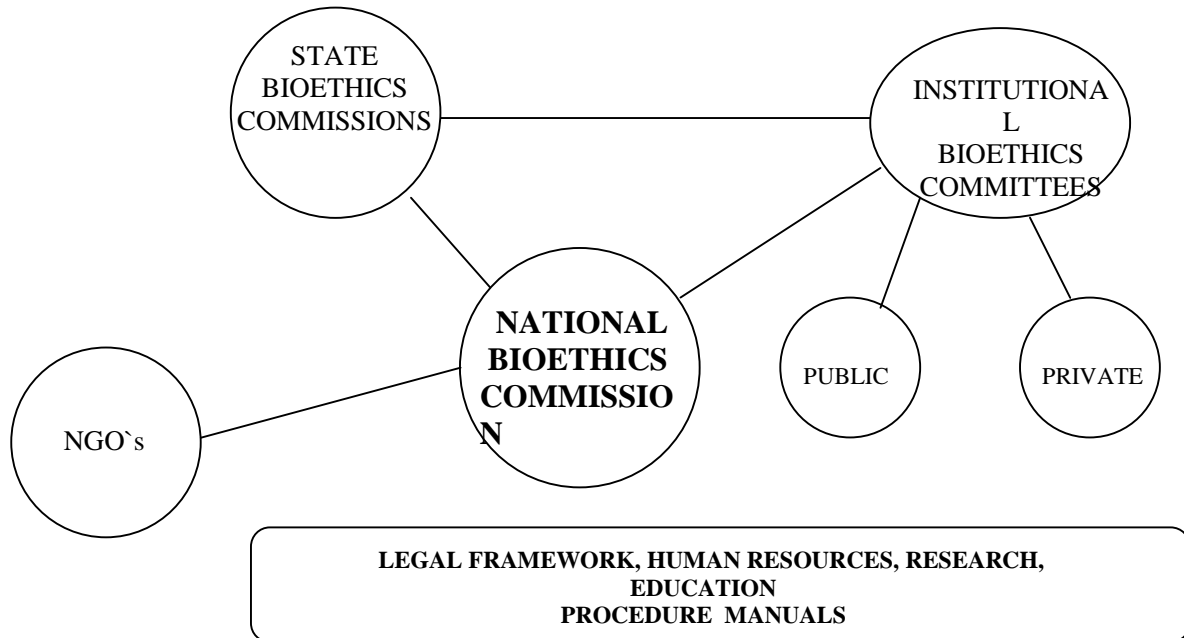 STATE
BIOETHICS
COMMISSIONS
INSTITUTIONA
L
BIOETHICS
COMMITTEES
NATIONAL
BIOETHICS
COMMISSIO
N
PUBLIC
PRIVATE
NGO`s
LEGAL FRAMEWORK, HUMAN RESOURCES, RESEARCH,
EDUCATION
PROCEDURE MANUALS